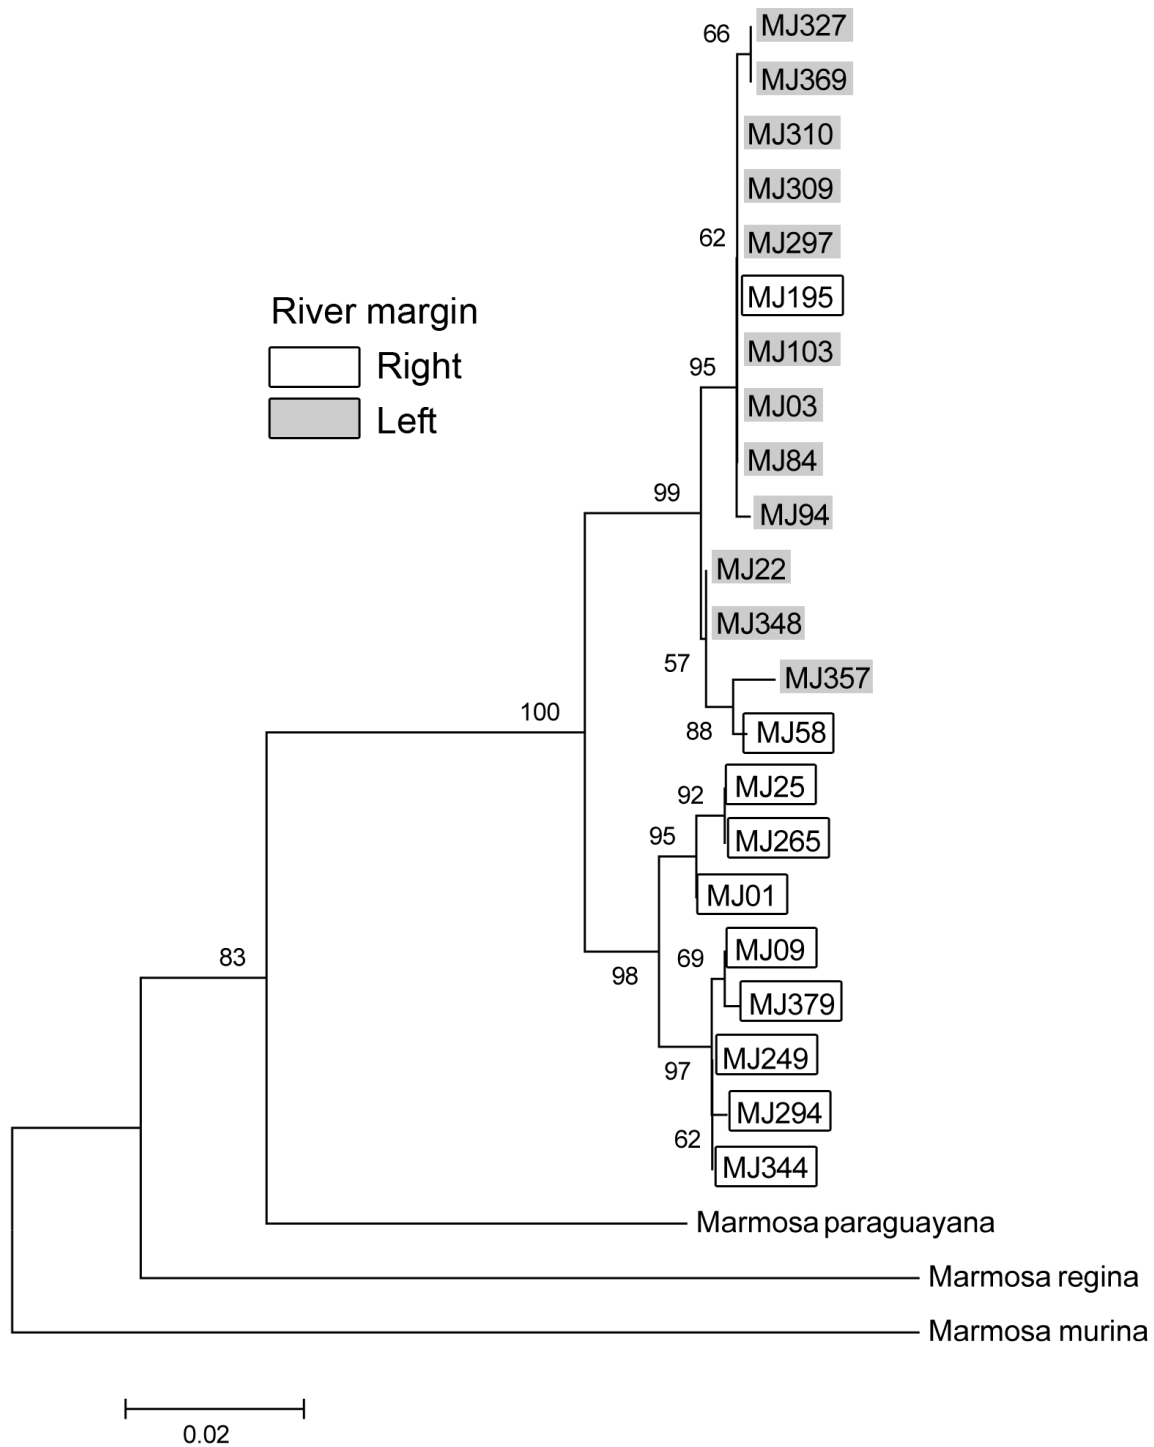 66
MJ327
MJ369
MJ310
MJ309
62
MJ297
MJ195
River margin
Right
Left
MJ103
95
MJ03
MJ84
99
MJ94
MJ22
MJ348
57
MJ357
88
MJ58
100
92
MJ25
95
MJ265
MJ01
83
98
69
MJ09
MJ379
97
MJ249
MJ294
62
MJ344
Marmosa paraguayana
Marmosa regina
Marmosa murina
0.02